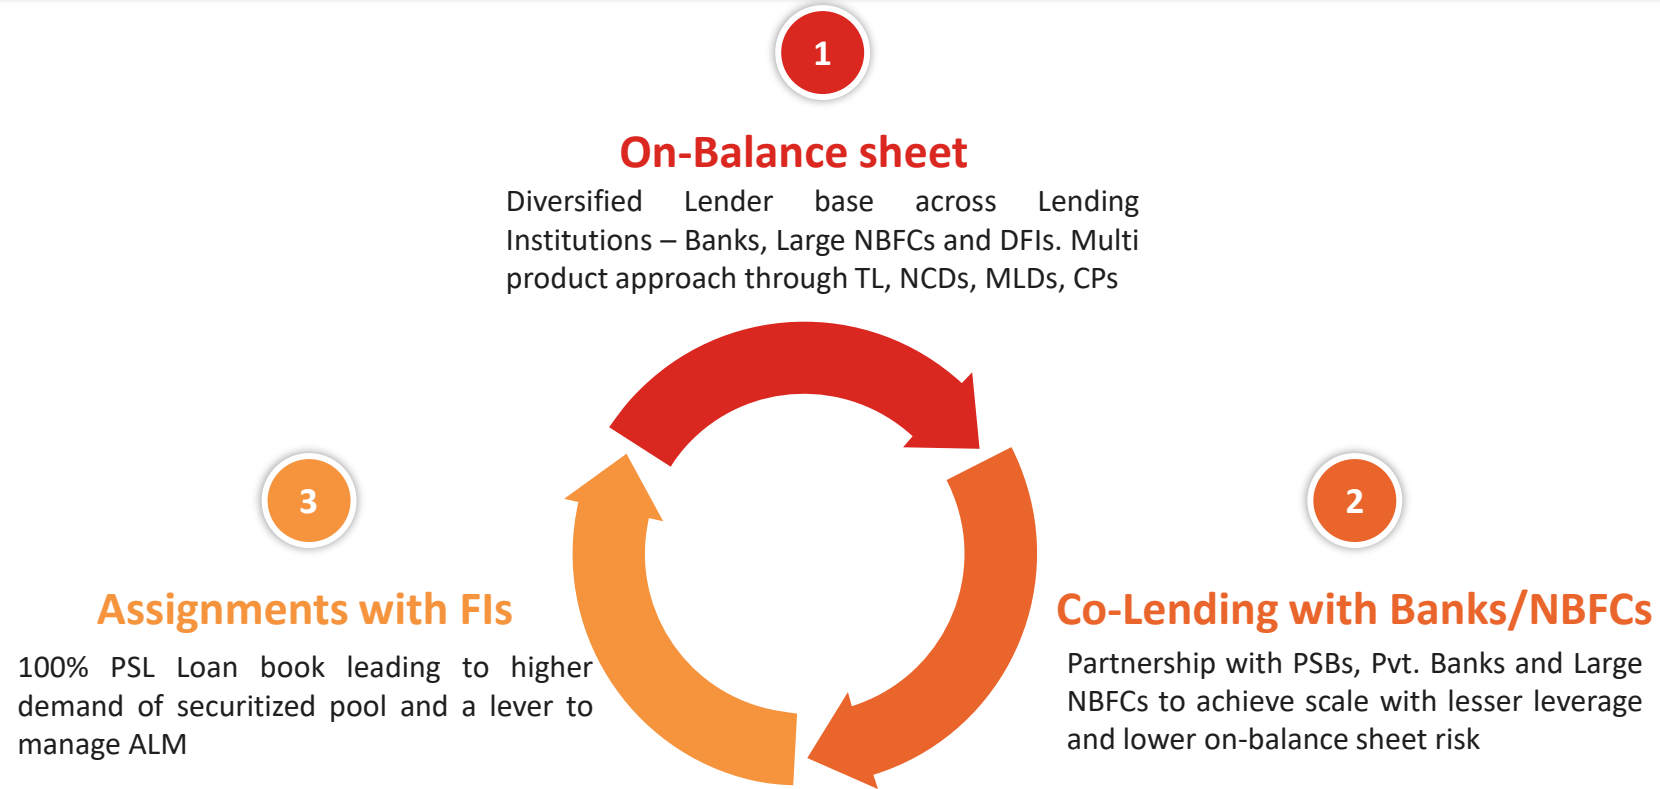 1
On-Balance sheet
Diversified Lender base across Lending
Institutions – Banks, Large NBFCs and DFIs. Multi
product approach through TL, NCDs, MLDs, CPs
2
Co-Lending with Banks/NBFCs
Partnership with PSBs, Pvt. Banks and Large
NBFCs to achieve scale with lesser leverage
and lower on-balance sheet risk
3
Assignments with FIs
100% PSL Loan book leading to higher
demand of securitized pool and a lever to
manage ALM